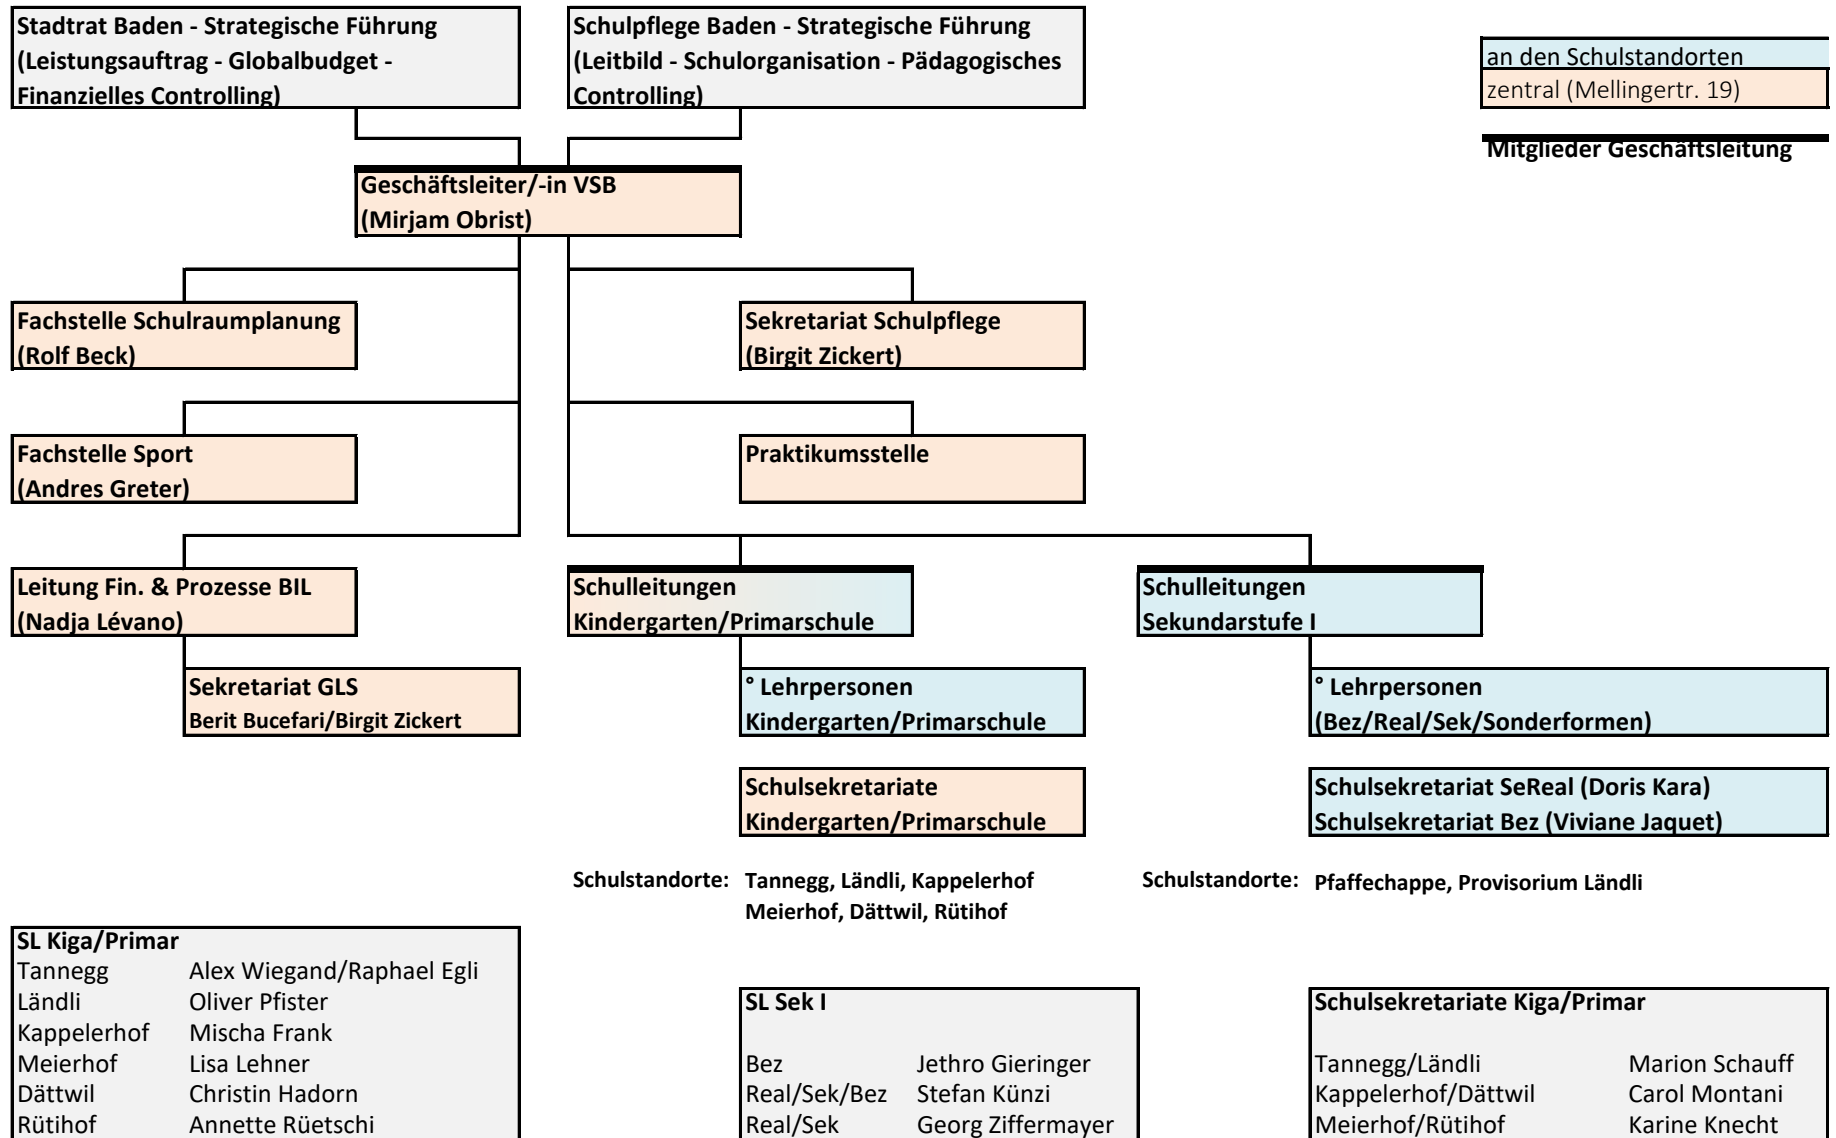 Stadtrat Baden - Strategische Führung
(Leistungsauftrag - Globalbudget -
Finanzielles Controlling)
Schulpflege Baden - Strategische Führung
(Leitbild - Schulorganisation - Pädagogisches
Controlling)
an den Schulstandorten
zentral (Mellingertr. 19)
Mitglieder Geschäftsleitung
Geschäftsleiter/-in VSB
(Mirjam Obrist)
Fachstelle Schulraumplanung
(Rolf Beck)
Sekretariat Schulpflege
(Birgit Zickert)
Fachstelle Sport
(Andres Greter)
Praktikumsstelle
Leitung Fin. & Prozesse BIL
(Nadja Lévano)
Schulleitungen
Kindergarten/Primarschule
Schulleitungen
Sekundarstufe I
Sekretariat GLS
Berit Bucefari/Birgit Zickert
° Lehrpersonen
Kindergarten/Primarschule
° Lehrpersonen
(Bez/Real/Sek/Sonderformen)
Schulsekretariate
Kindergarten/Primarschule
Schulsekretariat SeReal (Doris Kara)
Schulsekretariat Bez (Viviane Jaquet)
Schulstandorte: Tannegg, Ländli, Kappelerhof
Meierhof, Dättwil, Rütihof
Schulstandorte: Pfaffechappe, Provisorium Ländli
SL Kiga/Primar
Tannegg Alex Wiegand/Raphael Egli
Ländli Oliver Pfister
Kappelerhof Mischa Frank
Meierhof Lisa Lehner
Dättwil Christin Hadorn
Rütihof Annette Rüetschi
SL Sek I
Bez Jethro Gieringer
Real/Sek/Bez Stefan Künzi
Real/Sek Georg Ziffermayer
Schulsekretariate Kiga/Primar
Tannegg/Ländli Marion Schauff
Kappelerhof/Dättwil Carol Montani
Meierhof/Rütihof Karine Knecht